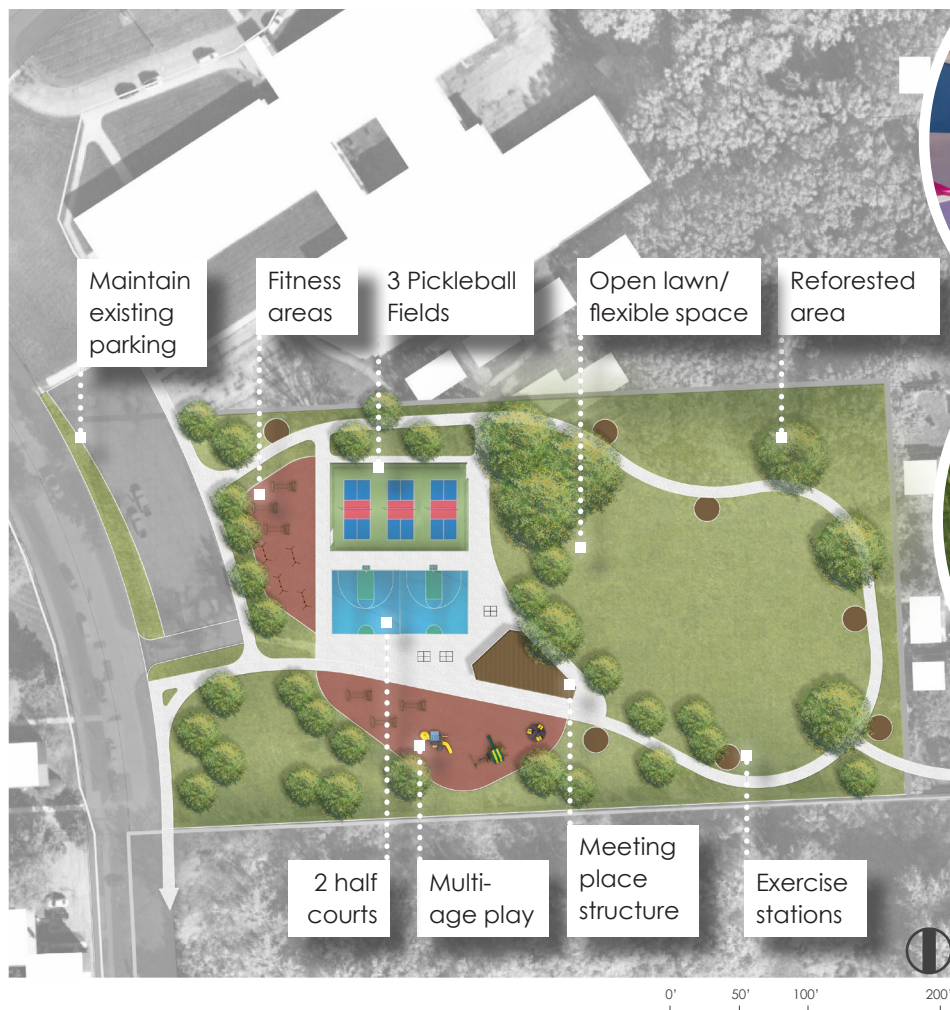 Maintain
existing
parking
Fitness
areas
3 Pickleball
Fields
Open lawn/
flexible space
Reforested
area
2 half
courts
Multi-
age play
Meeting
place
structure
Exercise
stations
0' 50' 100' 200'